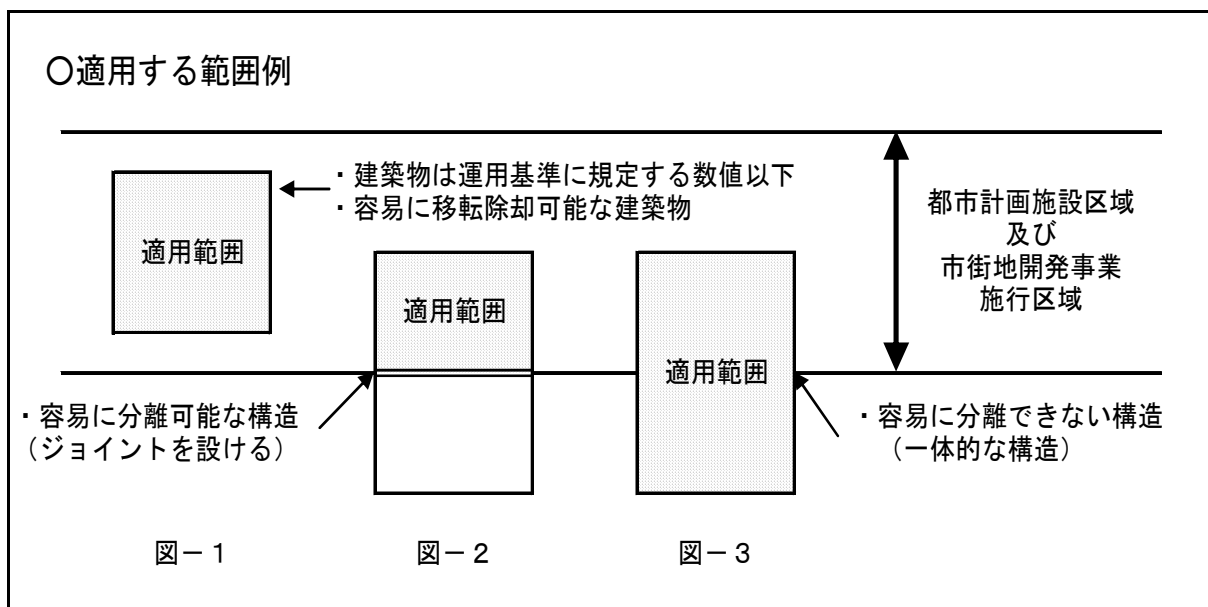 〇適用する範囲例
・建築物は運用基準に規定する数値以下
・容易に移転除却可能な建築物
適用範囲
適用範囲
適用範囲
都市計画施設区域
及び
市街地開発事業
施行区域
・容易に分離可能な構造
（ジョイントを設ける）
・容易に分離できない構造
（一体的な構造）
図－１
図－２
図－３